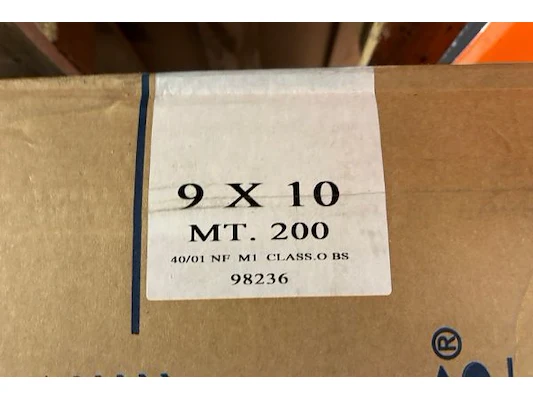 9 X 10
MT. 200
40/01 NF M1 CLASS.O BS
98236
®